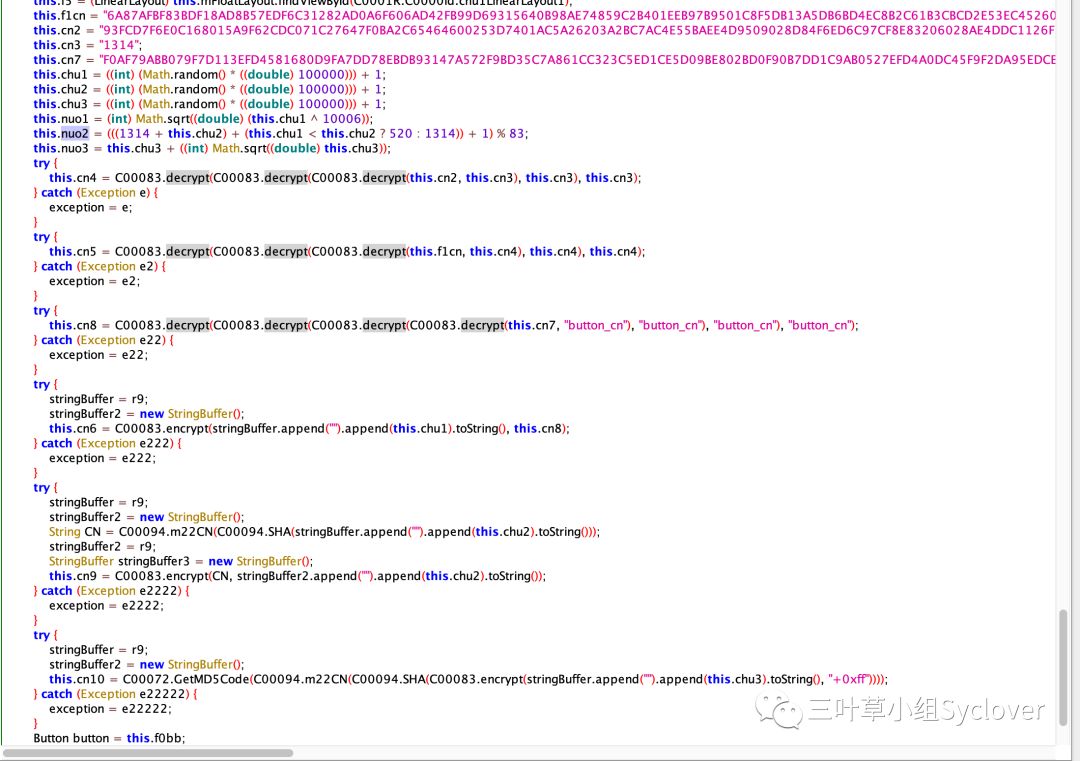 this.f5 = (LinearLayout) this.mFloatLayout.findViewById(C0001R.C0000id.chu1LinearLayout1);
this.f1cn = "6A87AFBF83BDF18AD8B57EDF6C31282AD0A6F606AD42FB99D69315640B98AE74859C2B401EEB97B9501C8F5DB13A5DB6BD4EC8B2C61B3CBCD2E53EC45260
this.cn2 = "93FCD7F6E0C168015A9F62CDC071C27647F0BA2C65464600253D7401AC5A26203A2BC7AC4E55BAEE4D9509028D84F6ED6C97CF8E83206028AE4DDC1126F
this.cn3 = "1314";
this.cn7 = "F0AF79ABB079F7D113EFD4581680D9FA7DD78EBDB93147A572F9BD35C7A861CC323C5ED1CE5D09BE802BD0F90B7DD1C9AB0527EFD4A0DC45F9F2DA95EDCE
this.chu1 = ((int) (Math.random() * ((double) 100000))) + 1;
this.chu2 = ((int) (Math.random() * ((double) 100000))) + 1;
this.chu3 = ((int) (Math.random() * ((double) 100000))) + 1;
this.nuo1 = (int) Math.sqrt((double) (this.chu1 ^ 10006));
this.nuo2 = (((1314 + this.chu2) + (this.chu1 < this.chu2 ? 520 : 1314)) + 1) % 83;
this.nuo3 = this.chu3 + ((int) Math.sqrt((double) this.chu3));
try {
this.cn4 = C00083.decrypt(C00083.decrypt(C00083.decrypt(this.cn2, this.cn3), this.cn3), this.cn3);
} catch (Exception e) {
exception = e;
}
try {
this.cn5 = C00083.decrypt(C00083.decrypt(C00083.decrypt(this.f1cn, this.cn4), this.cn4), this.cn4);
} catch (Exception e2) {
exception = e2;
}
try {
this.cn8 = C00083.decrypt(C00083.decrypt(C00083.decrypt(C00083.decrypt(this.cn7, "button_cn"), "button_cn"), "button_cn"), "button_cn");
} catch (Exception e22) {
exception = e22;
}
try {
stringBuffer = r9;
stringBuffer2 = new StringBuffer();
this.cn6 = C00083.encrypt(stringBuffer.append("").append(this.chu1).toString(), this.cn8);
} catch (Exception e222) {
exception = e222;
}
try {
stringBuffer = r9;
stringBuffer2 = new StringBuffer();
String CN = C00094.m22CN(C00094.SHA(stringBuffer.append("").append(this.chu2).toString()));
stringBuffer2 = r9;
StringBuffer stringBuffer3 = new StringBuffer();
this.cn9 = C00083.encrypt(CN, stringBuffer2.append("").append(this.chu2).toString());
} catch (Exception e2222) {
exception = e2222;
}
try {
stringBuffer = r9;
stringBuffer2 = new StringBuffer();
this.cn10 = C00072.GetMD5Code(C00094.m22CN(C00094.SHA(C00083.encrypt(stringBuffer.append("").append(this.chu3).toString(), "+0xff"))));
} catch (Exception e22222) {
exception = e22222;
}
Button button = this.f0bb;
三叶草小组Syclover